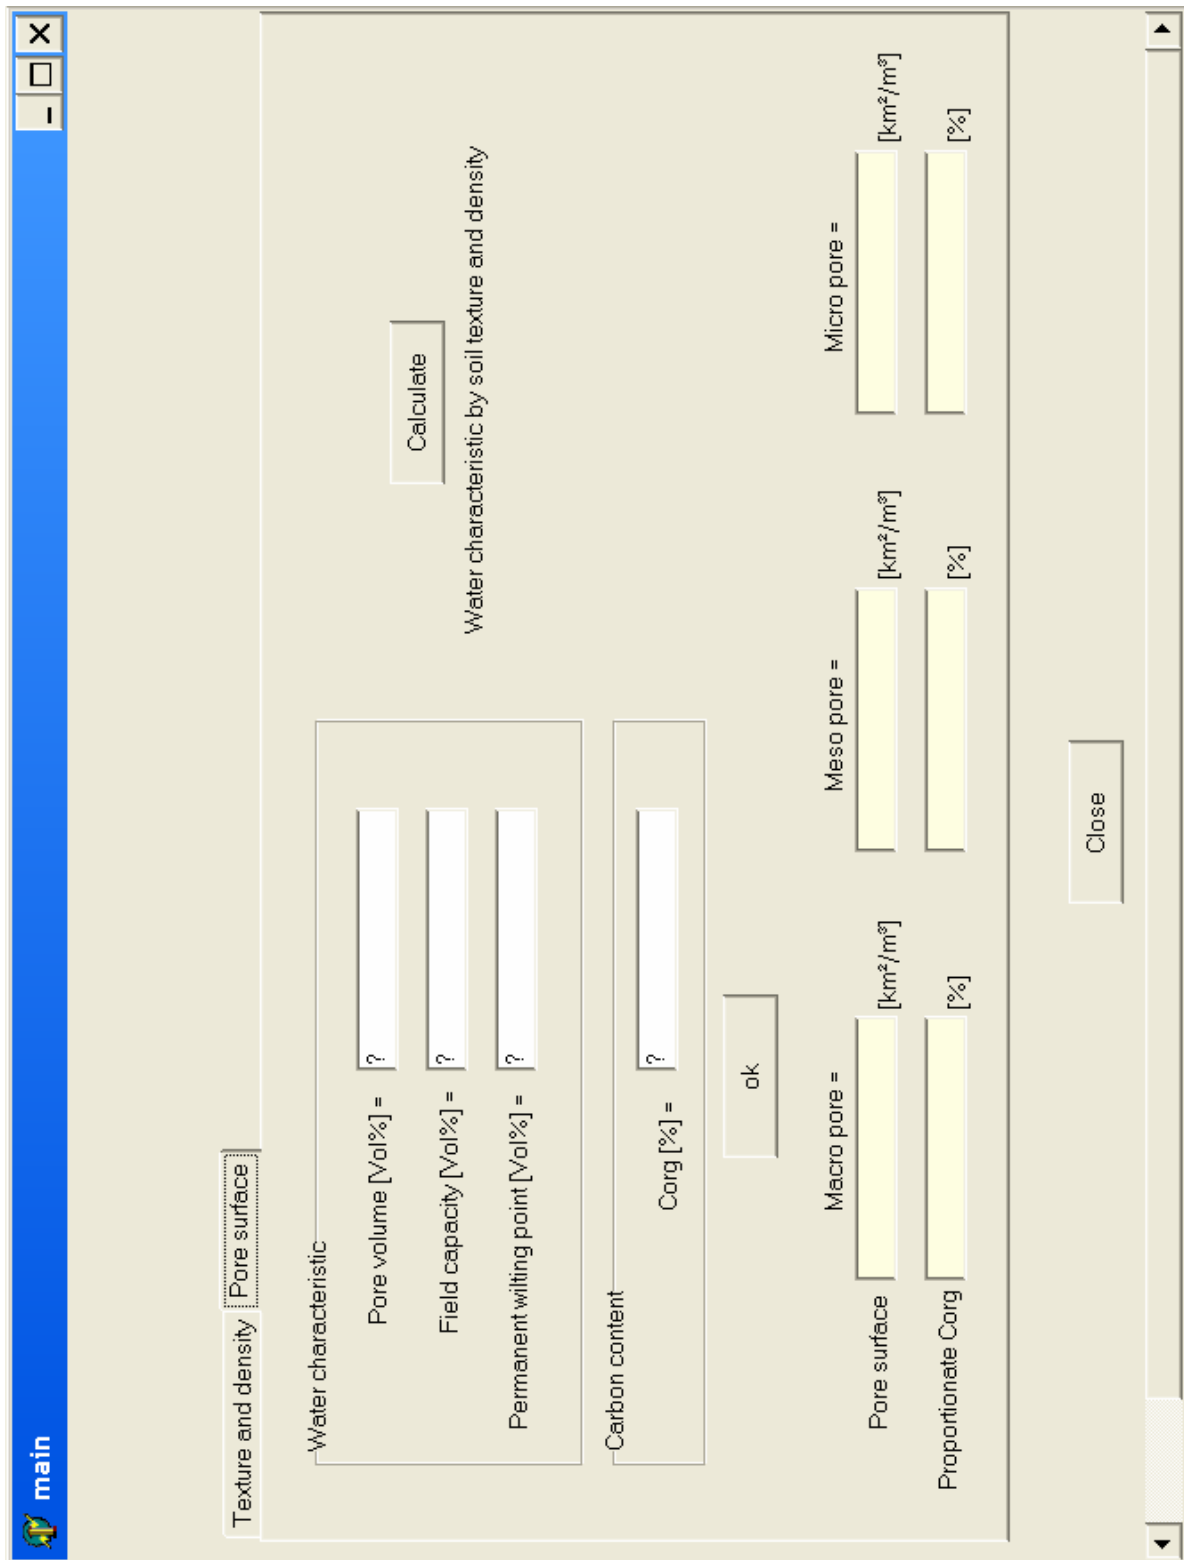 main
Texture and density
Pore surface
Water characteristic
Pore volume [Vol%] = ?
Field capacity [Vol%] = ?
Permanent wilting point [Vol%] = ?
Calculate
Water characteristic by soil texture and density
Carbon content
Corg [%] = ?
ok
Macro pore =
Meso pore =
Micro pore =
Pore surface [km²/m³] [km²/m³] [km²/m³]
Proportionate Corg [%] [%] [%]
Close